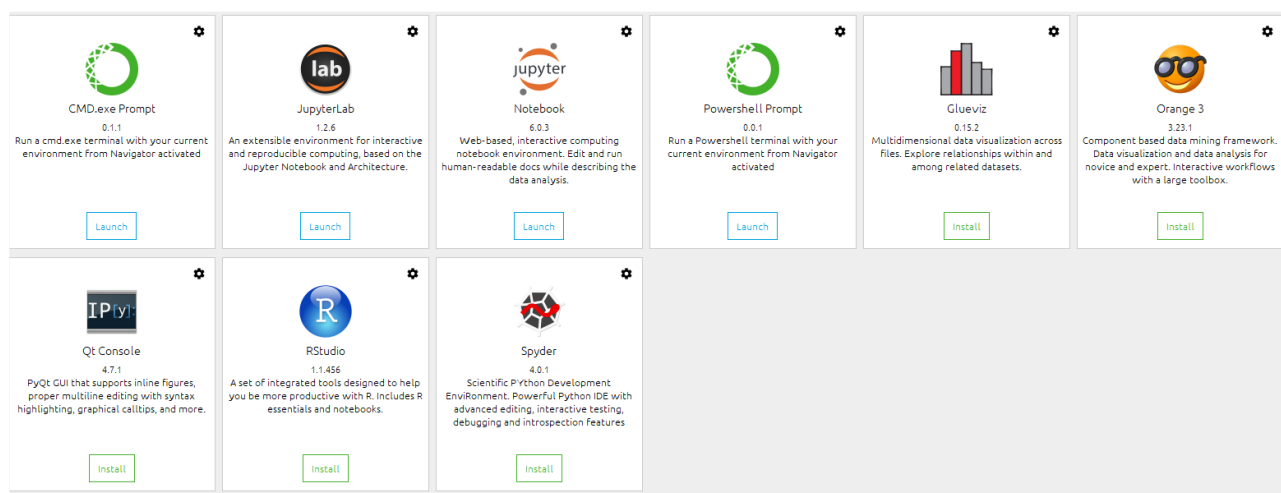 lab
jupyter
CMD.exe Prompt
JupyterLab
Notebook
Powershell Prompt
Glueviz
Orange 3
0.1.1
1.2.6
6.0.3
0.0.1
0.15.2
3.23.1
Run a cmd.exe terminal with your current
environment from Navigator activated
An extensible environment for interactive
and reproducible computing, based on the
Jupyter Notebook and Architecture.
Web-based, interactive computing
notebook environment. Edit and run
human-readable docs while describing the
data analysis.
Run a Powershell terminal with your
current environment from Navigator
activated
Multidimensional data visualization across
files. Explore relationships within and
among related datasets.
Component based data mining framework.
Data visualization and data analysis for
novice and expert. Interactive workflows
with a large toolbox.
Launch
Launch
Launch
Launch
Install
Install
IP[y]:
R
Qt Console
RStudio
Spyder
4.7.1
1.1.456
4.0.1
PyQt GUI that supports inline figures,
proper multiline editing with syntax
highlighting, graphical calltips, and more.
A set of integrated tools designed to help
you be more productive with R. Includes R
essentials and notebooks.
Scientific PYthon Development
EnviRonment. Powerful Python IDE with
advanced editing, interactive testing,
debugging and introspection features
Install
Install
Install